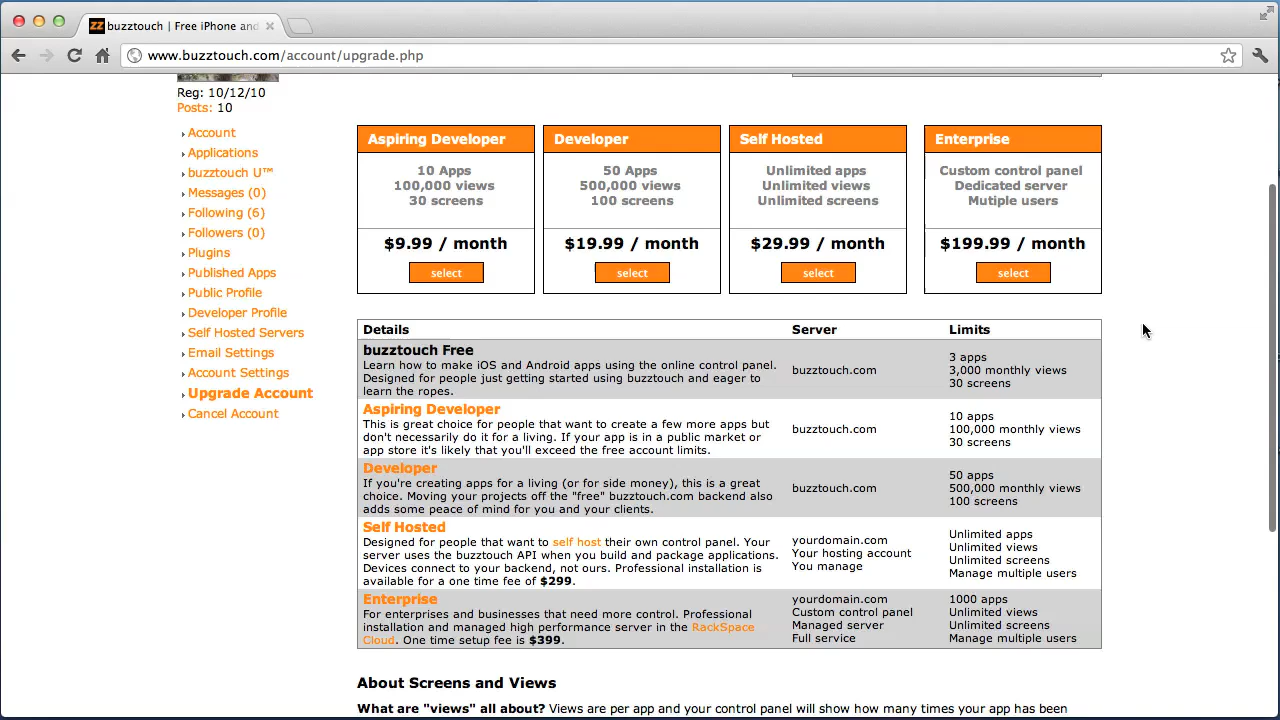 buzztouch | Free iPhone and
www.buzztouch.com/account/upgrade.php
Reg: 10/12/10
Posts: 10
Account
Applications
buzztouch U™
Messages (0)
Following (6)
Followers (0)
Plugins
Published Apps
Public Profile
Developer Profile
Self Hosted Servers
Email Settings
Account Settings
Upgrade Account
Cancel Account
Aspiring Developer
10 Apps
100,000 views
30 screens
$9.99 / month
select
Developer
50 Apps
500,000 views
100 screens
$19.99 / month
select
Self Hosted
Unlimited apps
Unlimited views
Unlimited screens
$29.99 / month
select
Enterprise
Custom control panel
Dedicated server
Mutiple users
$199.99 / month
select
Details Server Limits
buzztouch Free
Learn how to make iOS and Android apps using the online control panel.
Designed for people just getting started using buzztouch and eager to
learn the ropes.
buzztouch.com
3 apps
3,000 monthly views
30 screens
Aspiring Developer
This is great choice for people that want to create a few more apps but
don't necessarily do it for a living. If your app is in a public market or
app store it's likely that you'll exceed the free account limits.
buzztouch.com
10 apps
100,000 monthly views
30 screens
Developer
If you're creating apps for a living (or for side money), this is a great
choice. Moving your projects off the "free" buzztouch.com backend also
adds some peace of mind for you and your clients.
buzztouch.com
50 apps
500,000 monthly views
100 screens
Self Hosted
Designed for people that want to self host their own control panel. Your
server uses the buzztouch API when you build and package applications.
Devices connect to your backend, not ours. Professional installation is
available for a one time fee of $299.
yourdomain.com
Your hosting account
You manage
Unlimited apps
Unlimited views
Unlimited screens
Manage multiple users
Enterprise
For enterprises and businesses that need more control. Professional
installation and managed high performance server in the RackSpace
Cloud. One time setup fee is $399.
yourdomain.com
Custom control panel
Managed server
Full service
1000 apps
Unlimited views
Unlimited screens
Manage multiple users
About Screens and Views
What are "views" all about? Views are per app and your control panel will show how many times your app has been